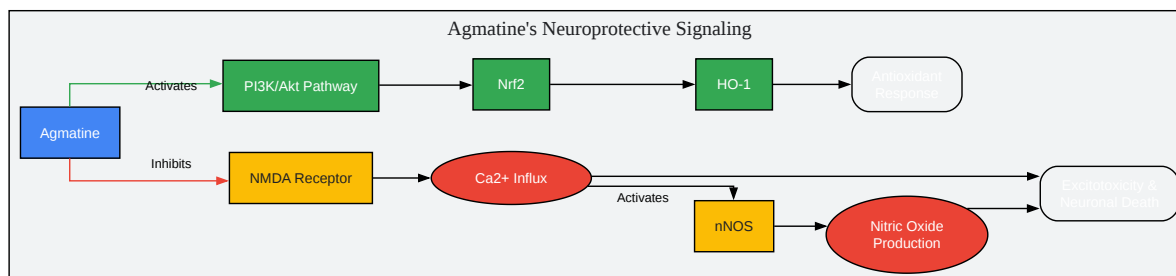 Agmatine's Neuroprotective Signaling
Activates
PI3K/Akt Pathway
Nrf2
HO-1
Antioxidant
Response
Agmatine
Inhibits
NMDA Receptor
Ca2+ Influx
Activates
nNOS
Nitric Oxide
Production
Excitotoxicity &
Neuronal Death